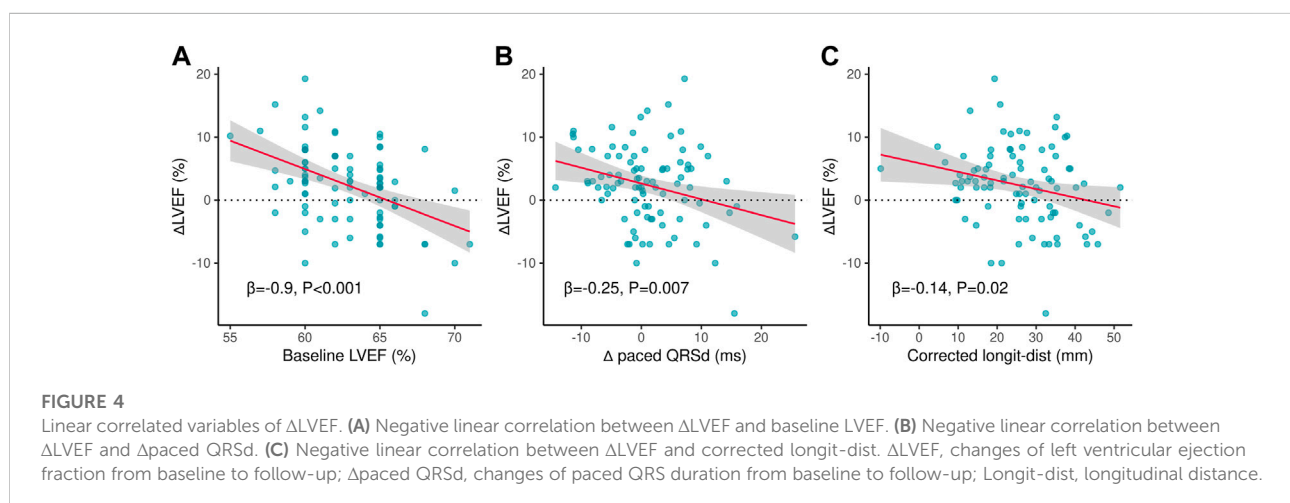 A
B
C
20
10
0
-10
ΔLVEF (%)
β=-0.9, P<0.001
55 60 65 70
Baseline LVEF (%)
20
10
0
-10
ΔLVEF (%)
β=-0.25, P=0.007
-10 0 10 20
Δ paced QRSd (ms)
20
10
0
-10
ΔLVEF (%)
β=-0.14, P=0.02
-10 0 10 20 30 40 50
Corrected longit-dist (mm)
FIGURE 4
Linear correlated variables of ΔLVEF. (A) Negative linear correlation between ΔLVEF and baseline LVEF. (B) Negative linear correlation between
ΔLVEF and Δpaced QRSd. (C) Negative linear correlation between ΔLVEF and corrected longit-dist. ΔLVEF, changes of left ventricular ejection
fraction from baseline to follow-up; Δpaced QRSd, changes of paced QRS duration from baseline to follow-up; Longit-dist, longitudinal distance.